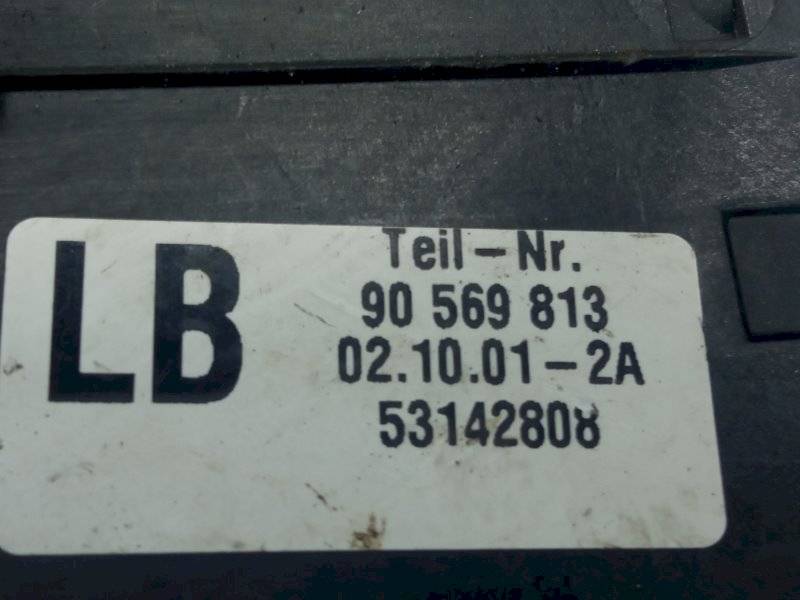 LB
Teil-Nr.
90 569 813
02.10.01-2A
53142808